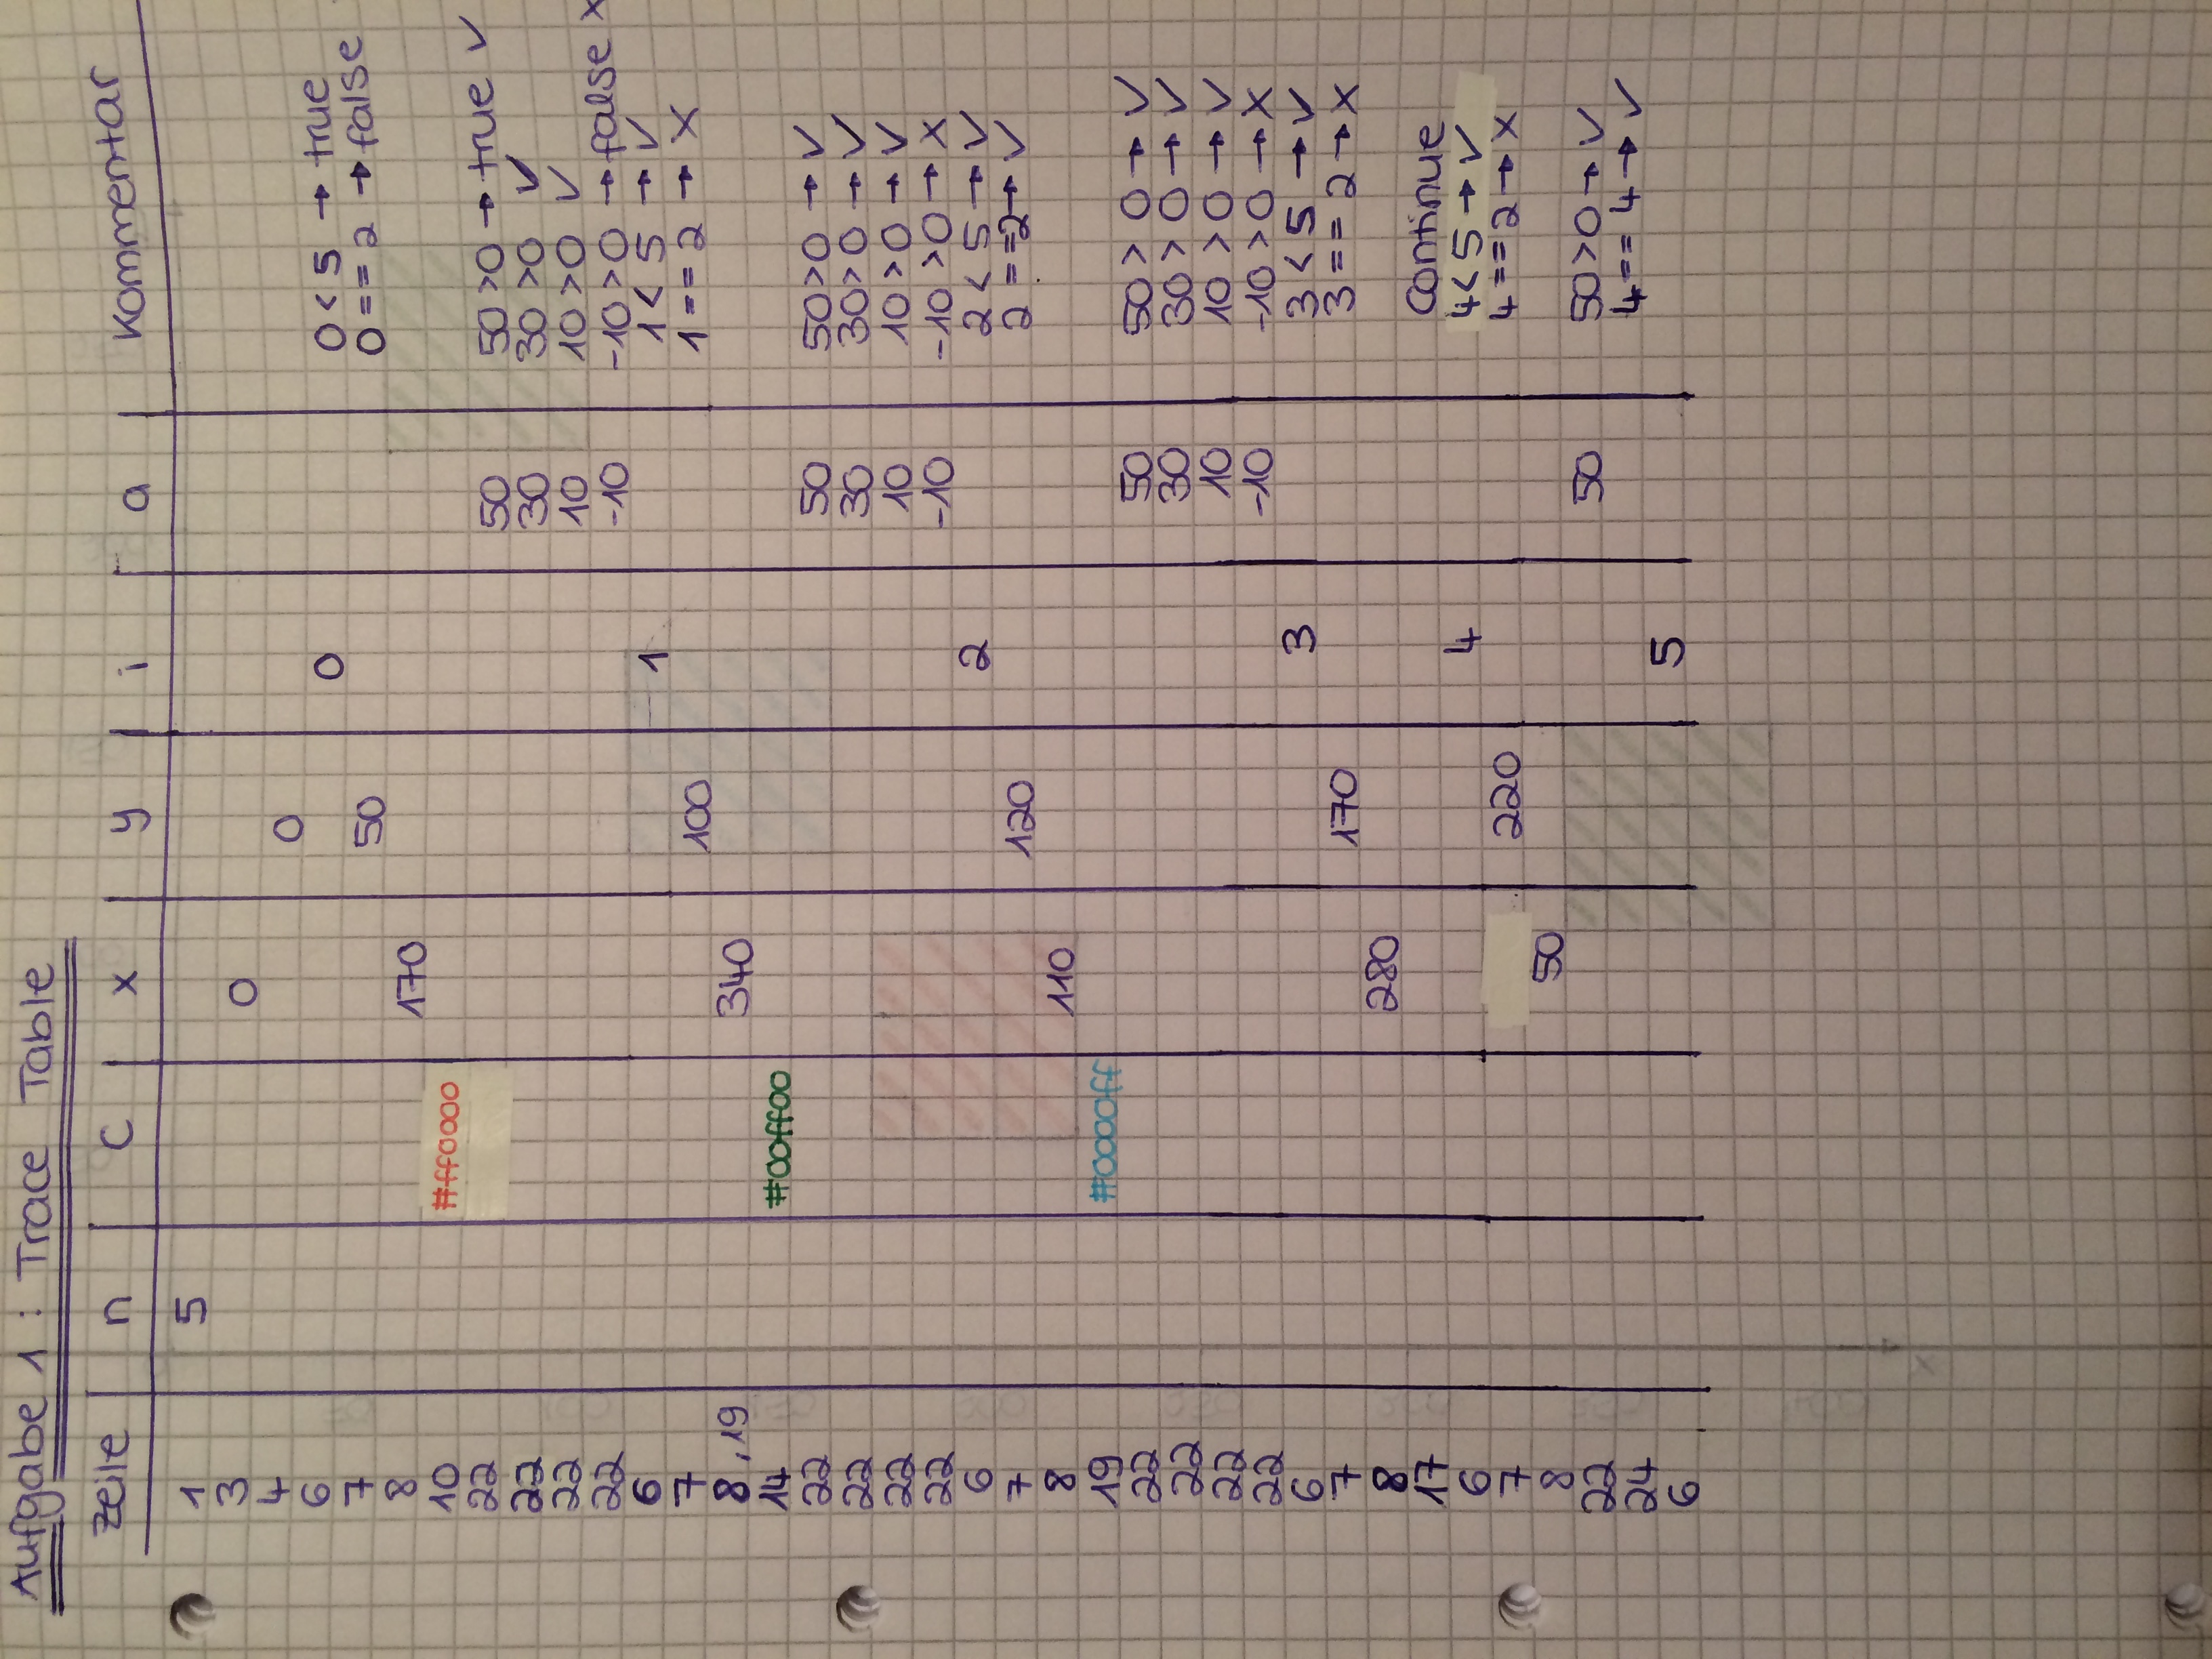 Aufgabe 1 : Trace Table
Zeile n C x y i a Kommentar
1 5
3 0
4 0
6 0 0 < 5 → true
7 50 0 == 2 → false
8 170
10 #ff0000
22 50 50 >0 → true ✓
22 30 30 >0 ✓
22 10 10 >0 ✓
22 -10 -10 >0 → false x
6 1 1 < 5 → ✓
7 100 1 == 2 → X
8, 19 340
14 #00ff00
22 50 50>0 → ✓
22 30 30>0 → ✓
22 10 10 >0 → ✓
22 -10 -10 >0 → X
6 2 2 < 5 → ✓
7 120 2 ==2→ ✓
8 110
19 #0000ff
22 50 50 > 0 → ✓
22 30 30 > 0 → ✓
22 10 10 >0 → ✓
22 -10 -10 >0 → X
6 3 3 < 5 → ✓
7 170 3 == 2 → X
8 280
17 Continue
6 4 4< 5 → ✓
7 220 4 == 2 → X
8 50
22 50 50 >0 → ✓
24 4 == 4 → ✓
6 5